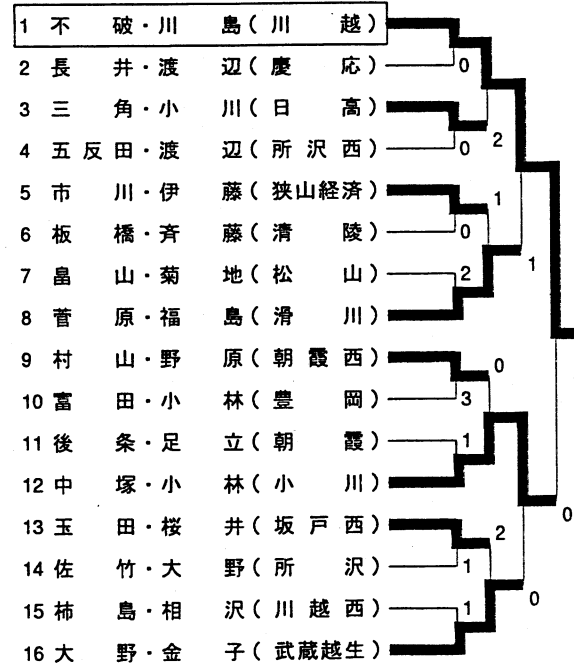 1 不破・川島(川越)
2 長井・渡辺(慶応)
0
3 三角・小川(日高)
2
4 五反田・渡辺(所沢西)
0
5 市川・伊藤(狭山経済)
1
6 板橋・斉藤(清陵)
0
1
7 畠山・菊地(松山)
2
8 菅原・福島(滑川)
9 村山・野原(朝霞西)
0
10 富田・小林(豊岡)
3
11 後条・足立(朝霞)
1
12 中塚・小林(小川)
0
13 玉田・桜井(坂戸西)
2
14 佐竹・大野(所沢)
1
15 柿島・相沢(川越西)
1
0
16 大野・金子(武蔵越生)